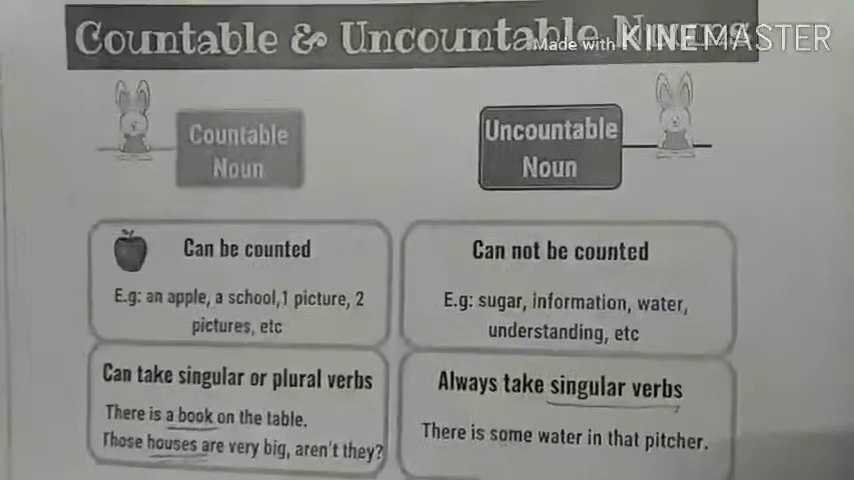 Countable & Uncountable Nouns
Made with KINEMASTER
Countable
Noun
Uncountable
Noun
Can be counted
E.g: an apple, a school,1 picture, 2
pictures, etc
Can not be counted
E.g: sugar, information, water,
understanding, etc
Can take singular or plural verbs
There is a book on the table.
Those houses are very big, aren't they?
Always take singular verbs
There is some water in that pitcher.